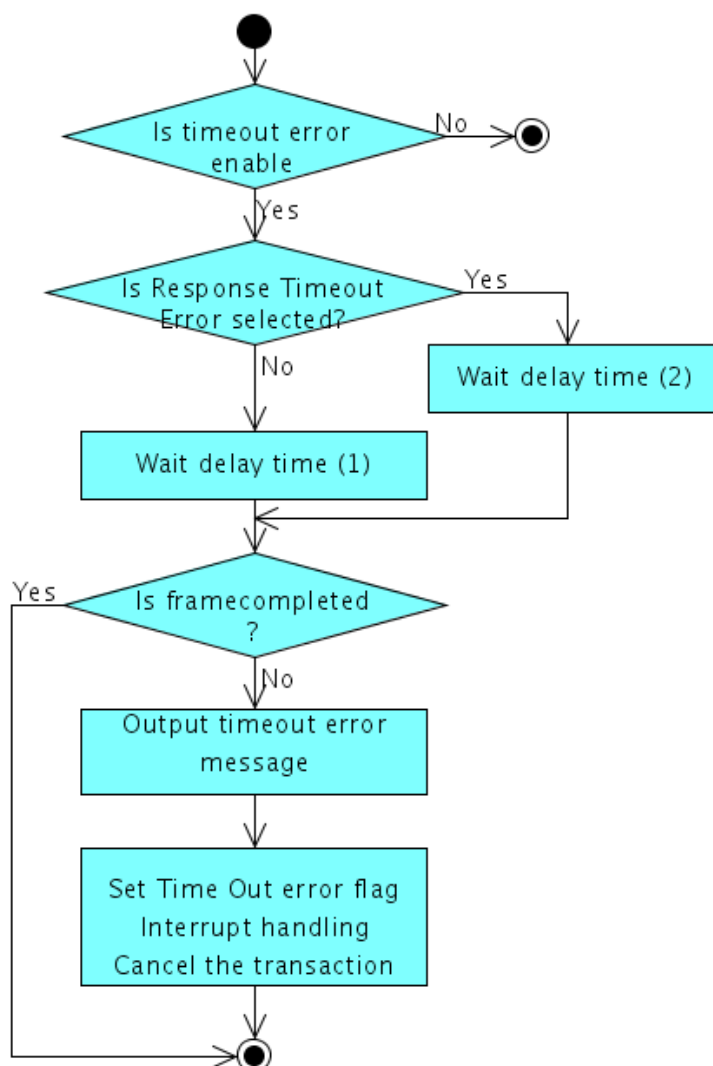 Is timeout error
enable
No
Yes
Is Response Timeout
Error selected?
Yes
No
Wait delay time (2)
Wait delay time (1)
Yes
Is framecompleted
?
No
Output timeout error
message
Set Time Out error flag
Interrupt handling
Cancel the transaction